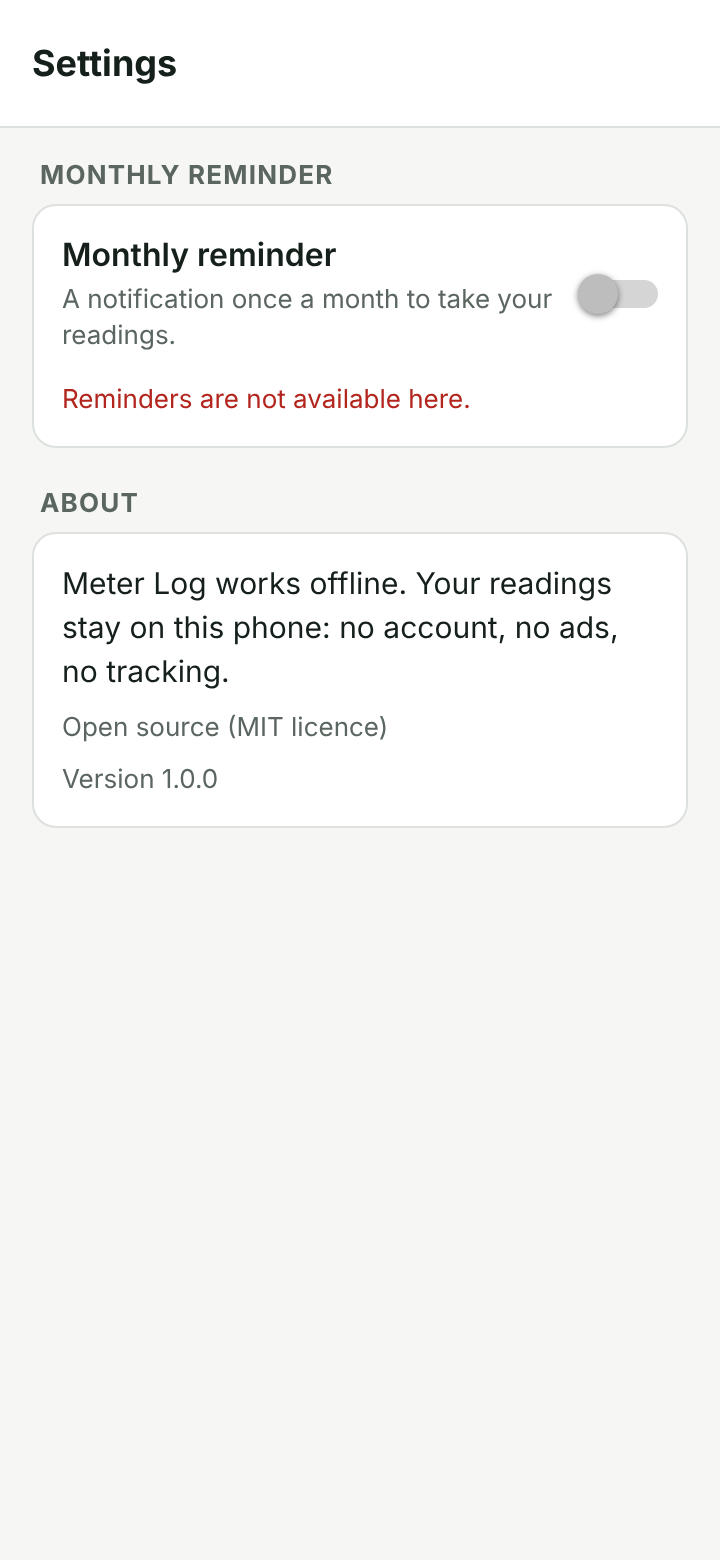 Settings
MONTHLY REMINDER
Monthly reminder
A notification once a month to take your
readings.
Reminders are not available here.
ABOUT
Meter Log works offline. Your readings
stay on this phone: no account, no ads,
no tracking.
Open source (MIT licence)
Version 1.0.0